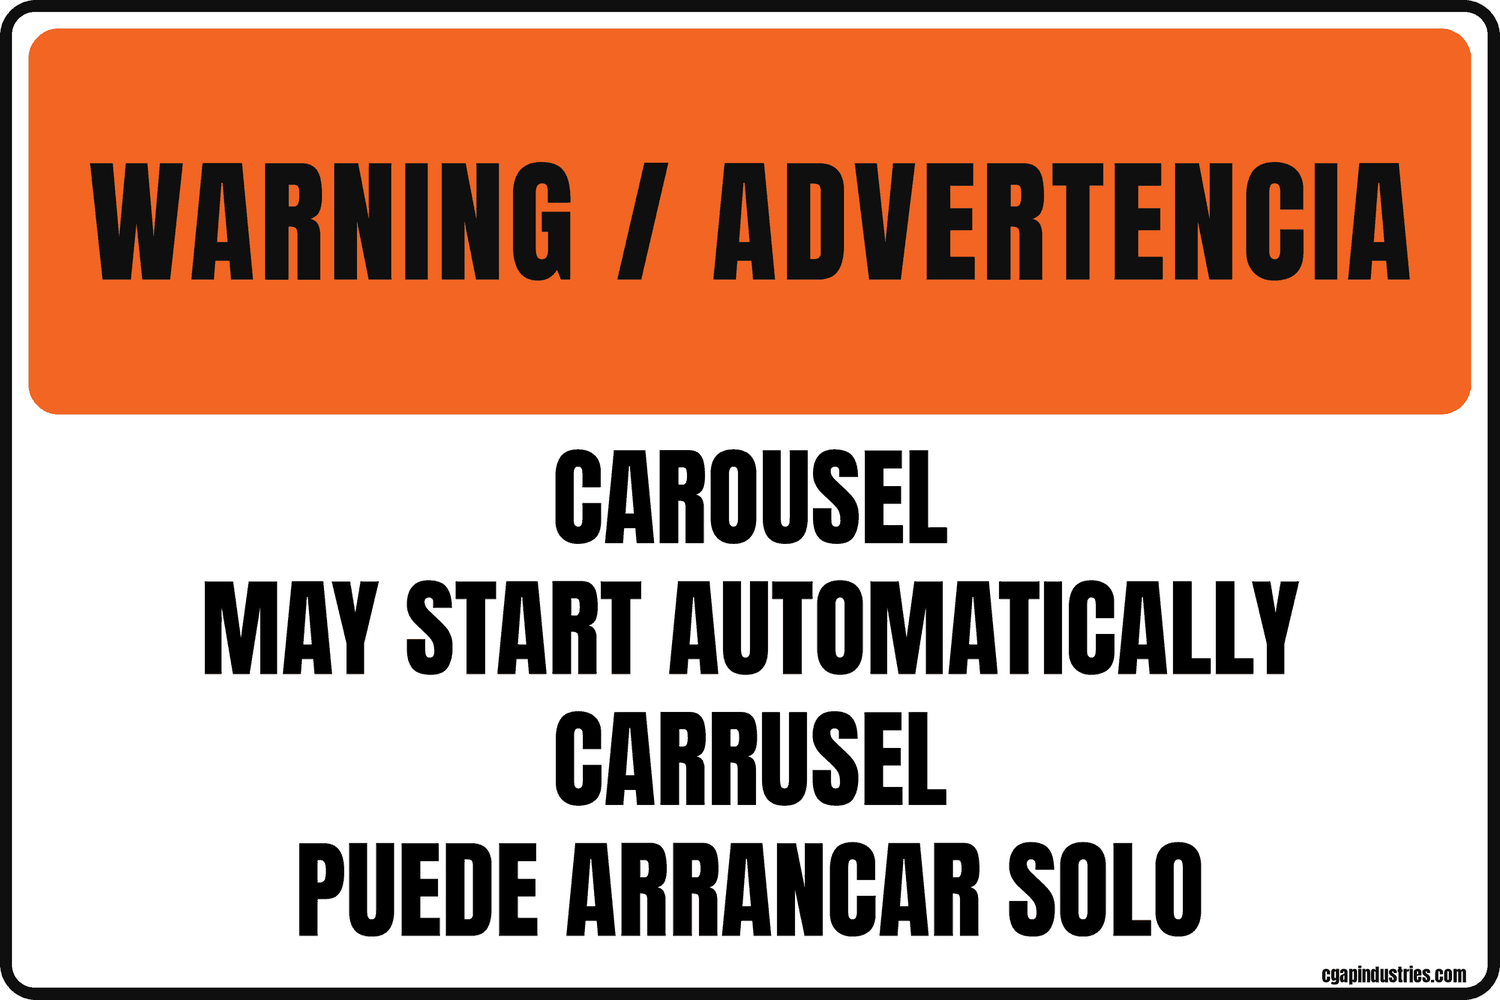 WARNING / ADVERTENCIA
CAROUSEL
MAY START AUTOMATICALLY
CARRUSEL
PUEDE ARRANCAR SOLO
cgapindustries.com